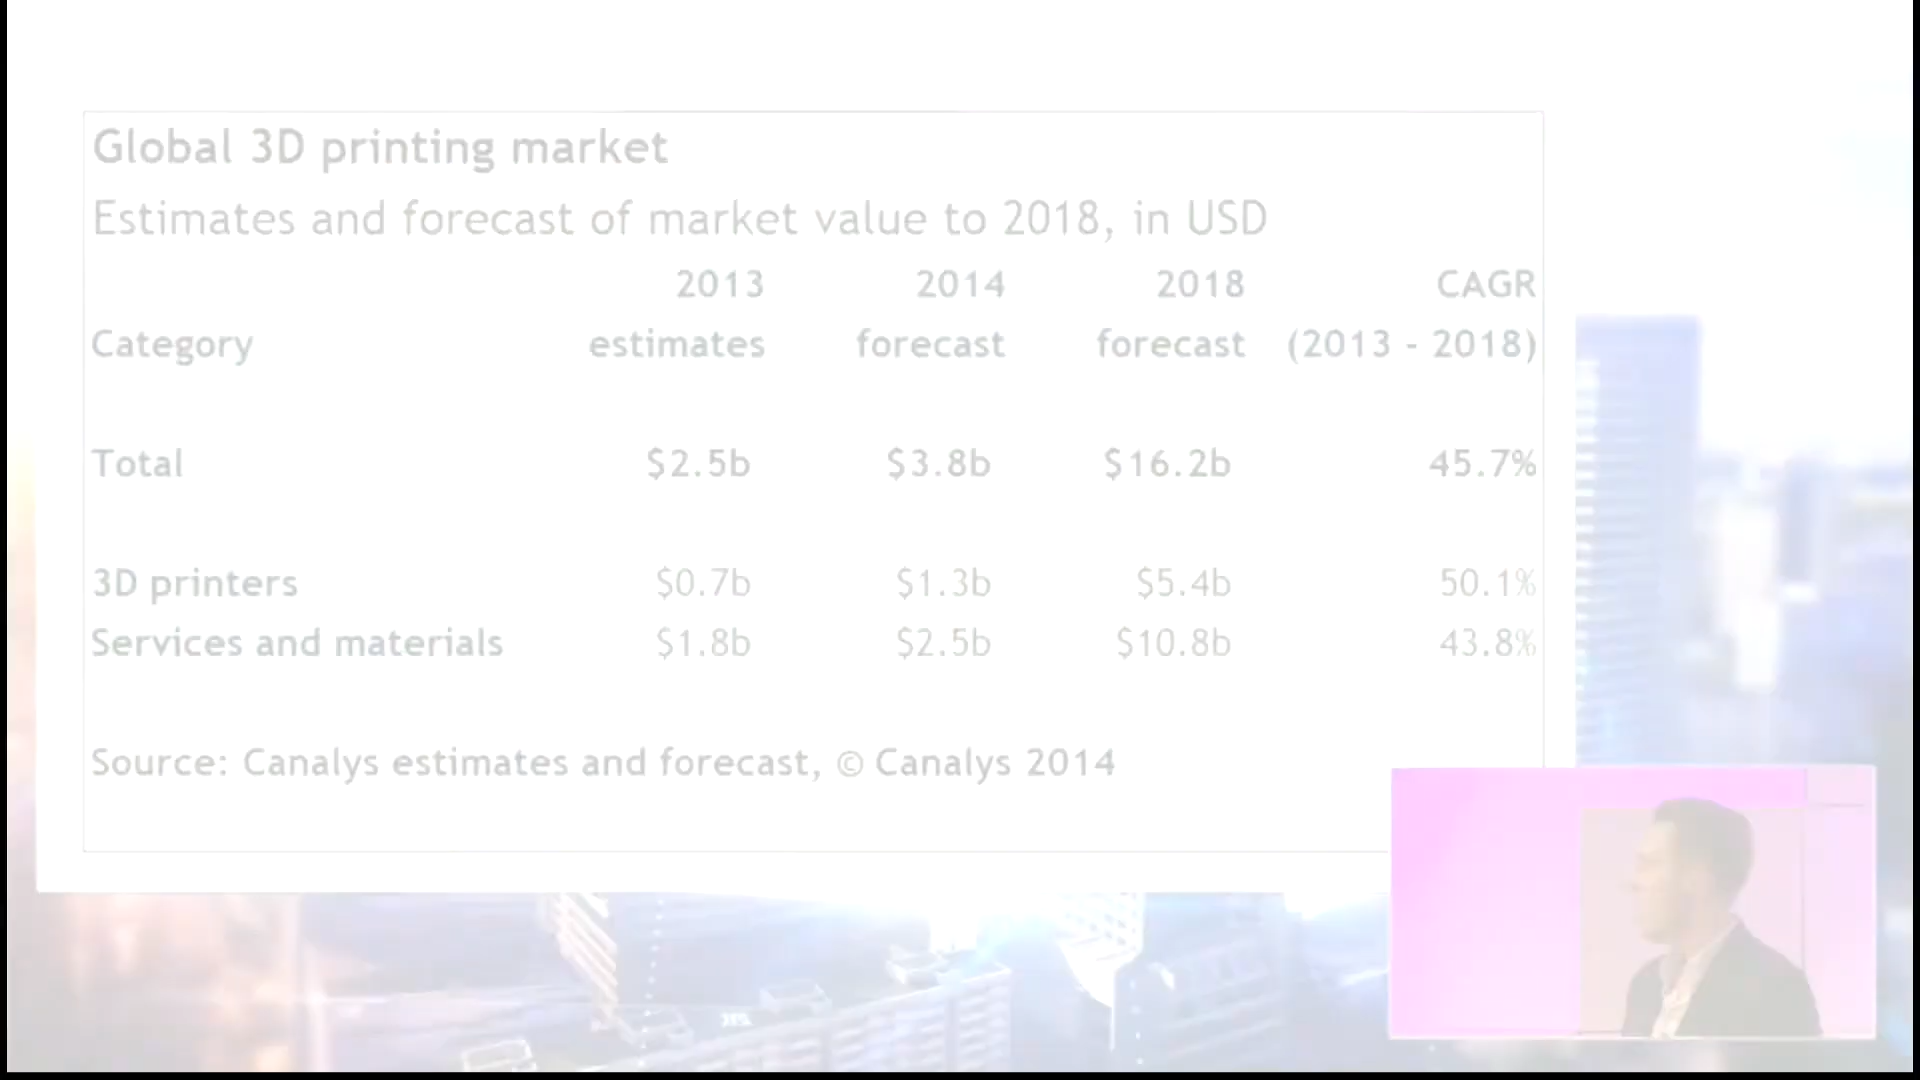 Global 3D printing market
Estimates and forecast of market value to 2018, in USD
2013 2014 2018 CAGR
Category estimates forecast forecast (2013 - 2018)
Total $2.5b $3.8b $16.2b 45.7%
3D printers $0.7b $1.3b $5.4b 50.1%
Services and materials $1.8b $2.5b $10.8b 43.8%
Source: Canalys estimates and forecast, © Canalys 2014